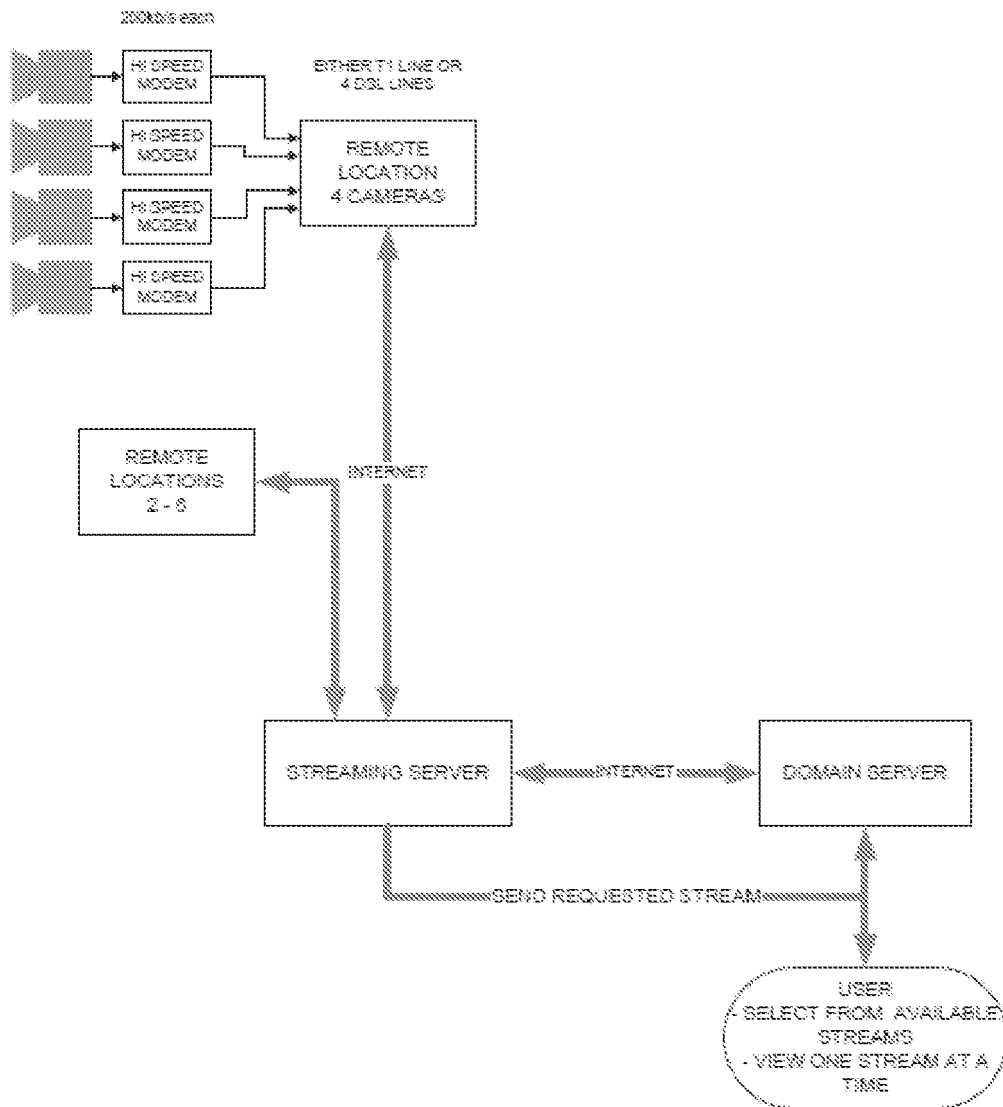 200kb/s each
HI SPEED
MODEM
EITHER T1 LINE OR
4 DSL LINES
HI SPEED
MODEM
REMOTE
LOCATION
4 CAMERAS
HI SPEED
MODEM
HI SPEED
MODEM
REMOTE
LOCATIONS
2 - 6
INTERNET
STREAMING SERVER
INTERNET
DOMAIN SERVER
SEND REQUESTED STREAM
USER
- SELECT FROM AVAILABLE
STREAMS
- VIEW ONE STREAM AT A
TIME